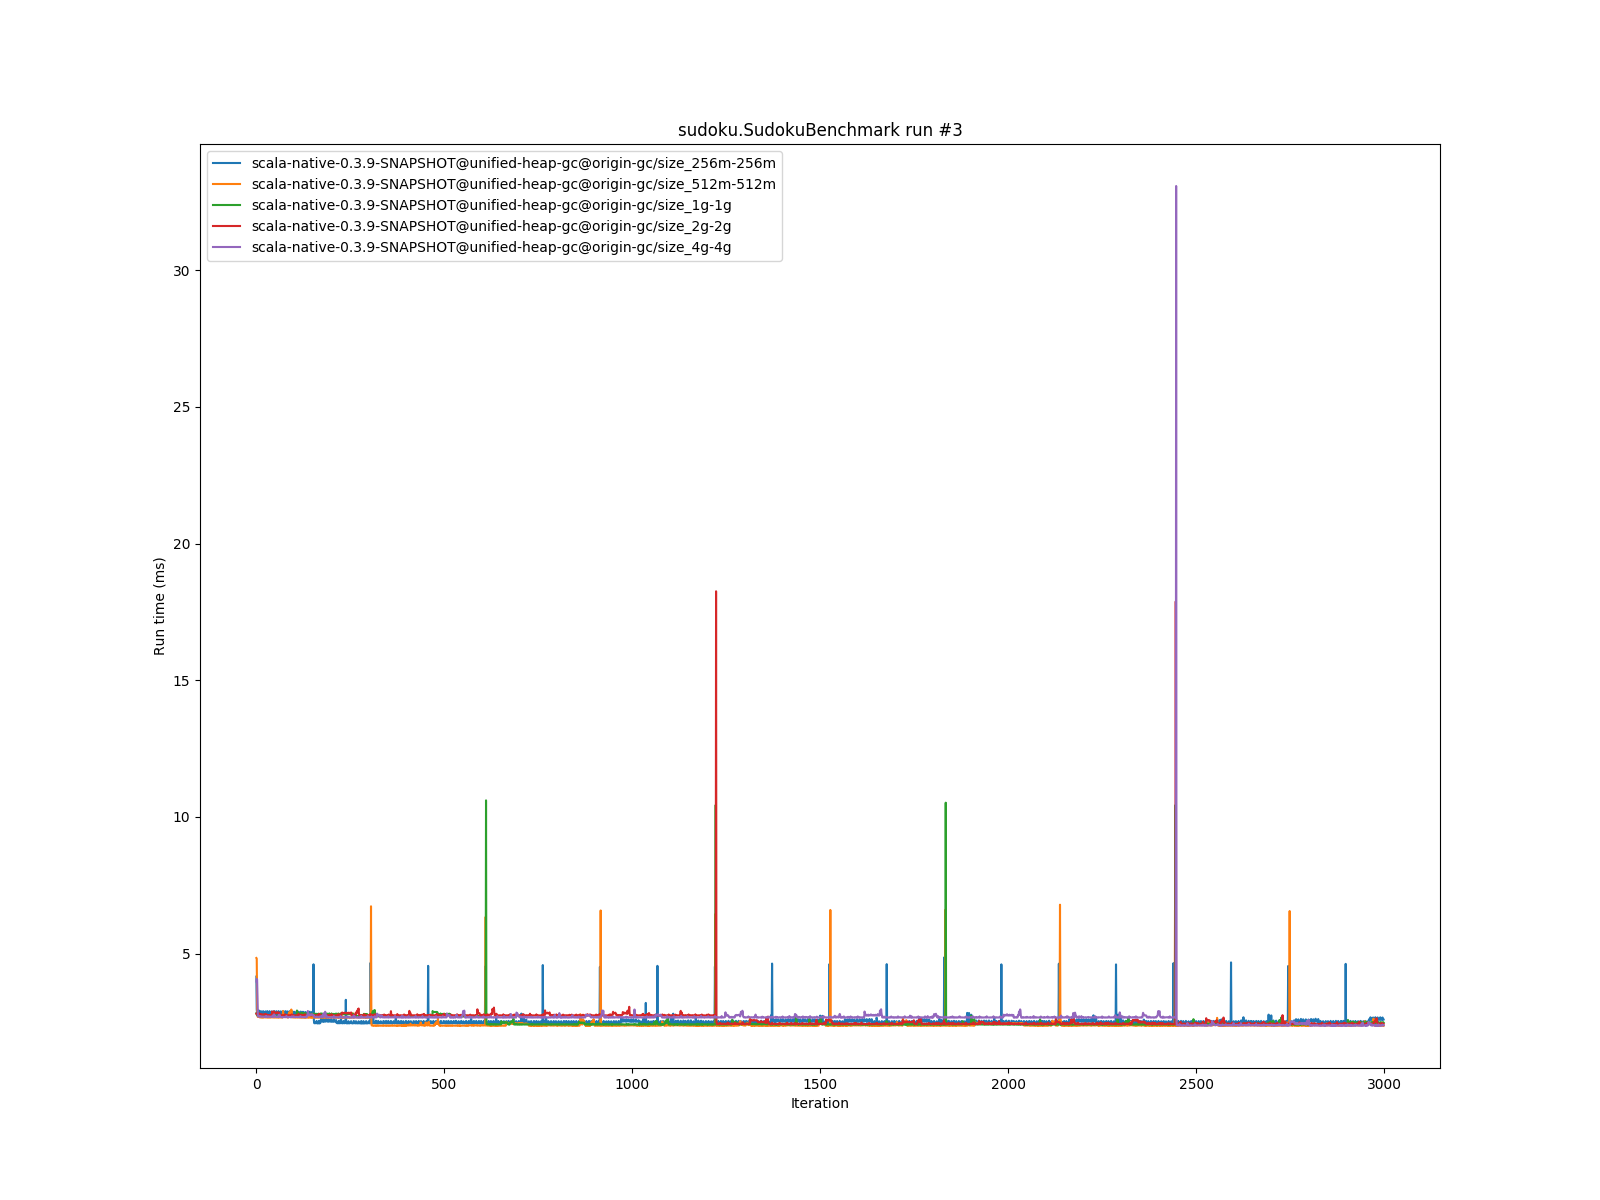 sudoku.SudokuBenchmark run #3
scala-native-0.3.9-SNAPSHOT@unified-heap-gc@origin-gc/size_256m-256m
scala-native-0.3.9-SNAPSHOT@unified-heap-gc@origin-gc/size_512m-512m
scala-native-0.3.9-SNAPSHOT@unified-heap-gc@origin-gc/size_1g-1g
scala-native-0.3.9-SNAPSHOT@unified-heap-gc@origin-gc/size_2g-2g
scala-native-0.3.9-SNAPSHOT@unified-heap-gc@origin-gc/size_4g-4g
30
25
20
15
10
5
Run time (ms)
0 500 1000 1500 2000 2500 3000
Iteration